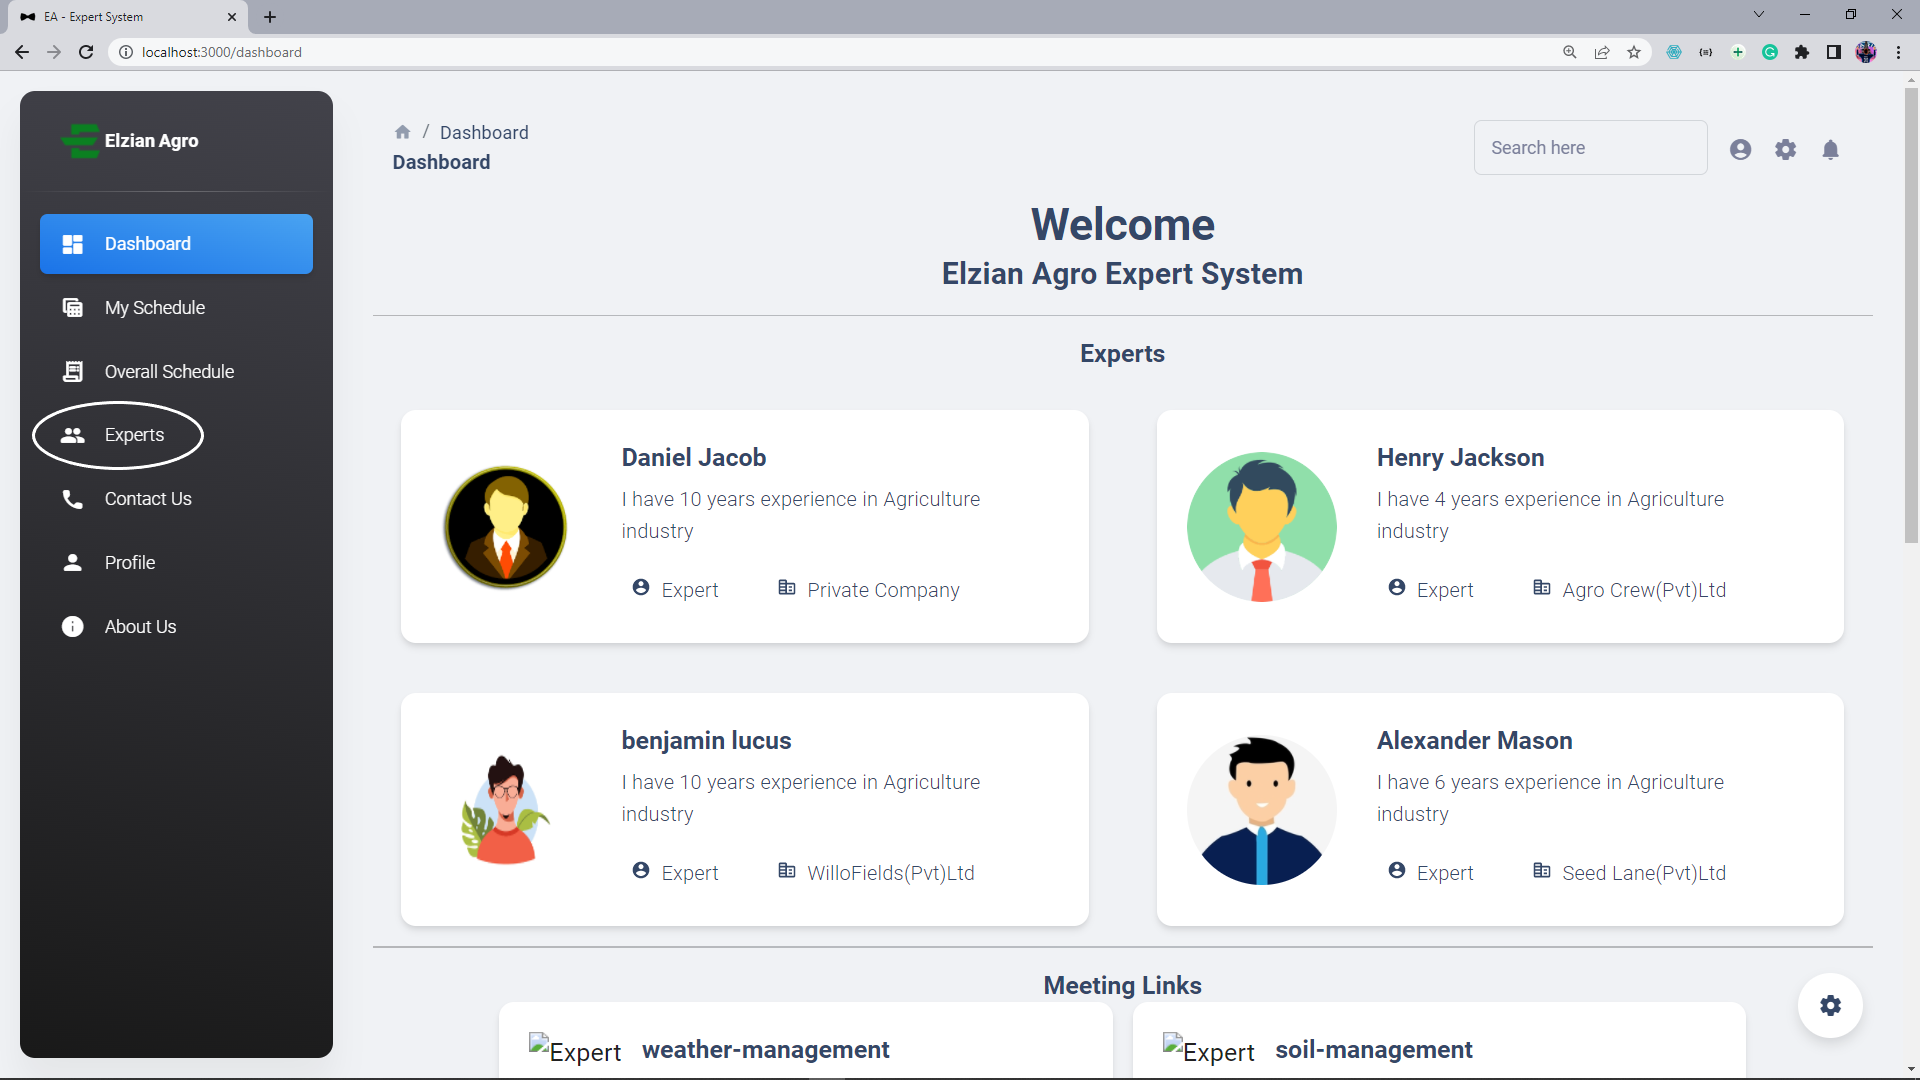 EA - Expert System
localhost:3000/dashboard
Elzian Agro
Dashboard
My Schedule
Overall Schedule
Experts
Contact Us
Profile
About Us
/ Dashboard
Dashboard
Search here
Welcome
Elzian Agro Expert System
Experts
Daniel Jacob
I have 10 years experience in Agriculture
industry
Expert Private Company
Henry Jackson
I have 4 years experience in Agriculture
industry
Expert Agro Crew(Pvt)Ltd
benjamin lucus
I have 10 years experience in Agriculture
industry
Expert WilloFields(Pvt)Ltd
Alexander Mason
I have 6 years experience in Agriculture
industry
Expert Seed Lane(Pvt)Ltd
Meeting Links
Expert weather-management
Expert soil-management